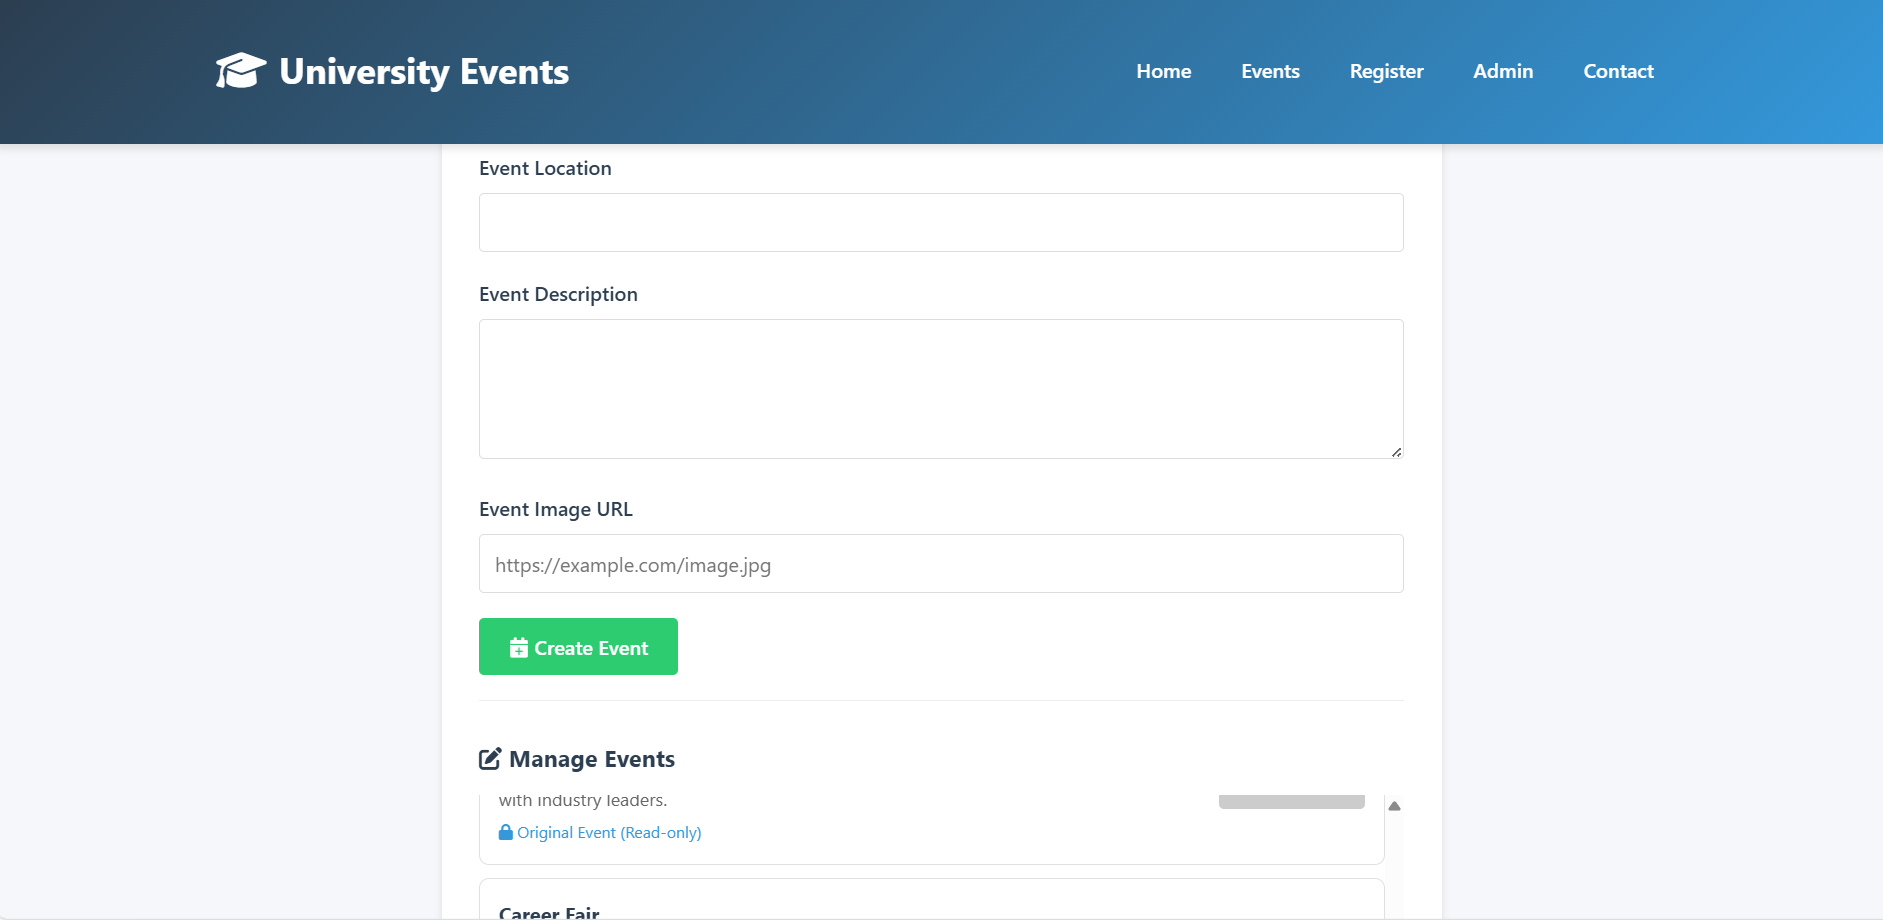 University Events
Home Events Register Admin Contact
Event Location
Event Description
Event Image URL
https://example.com/image.jpg
Create Event
Manage Events
with industry leaders.
Original Event (Read-only)
Career Fair